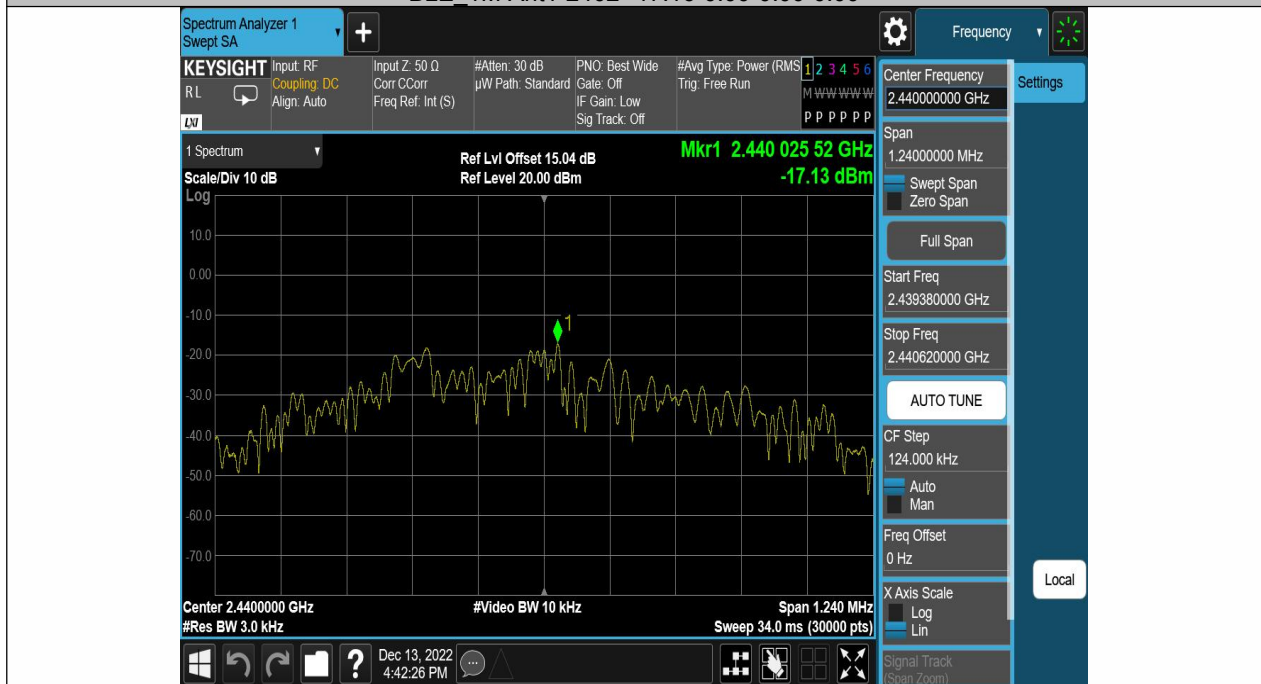 Spectrum Analyzer 1
Swept SA
Frequency
KEYSIGHT
RL
LXI
Input: RF
Coupling: DC
Align: Auto
Input Z: 50 Ω
Corr CCorr
Freq Ref: Int (S)
#Atten: 30 dB
µW Path: Standard
PNO: Best Wide
Gate: Off
IF Gain: Low
Sig Track: Off
#Avg Type: Power (RMS
Trig: Free Run
1 2 3 4 5 6
M W W W W W
P P P P P P
1 Spectrum
Scale/Div 10 dB
Log
Ref Lvl Offset 15.04 dB
Ref Level 20.00 dBm
Mkr1 2.440 025 52 GHz
-17.13 dBm
10.0
0.00
-10.0
1
-20.0
-30.0
-40.0
-50.0
-60.0
-70.0
Center 2.4400000 GHz
#Res BW 3.0 kHz
#Video BW 10 kHz
Span 1.240 MHz
Sweep 34.0 ms (30000 pts)
?
Dec 13, 2022
4:42:26 PM
Center Frequency
2.440000000 GHz
Span
1.24000000 MHz
Swept Span
Zero Span
Full Span
Start Freq
2.439380000 GHz
Stop Freq
2.440620000 GHz
AUTO TUNE
CF Step
124.000 kHz
Auto
Man
Freq Offset
0 Hz
X Axis Scale
Log
Lin
Signal Track
(Span Zoom)
Settings
Local